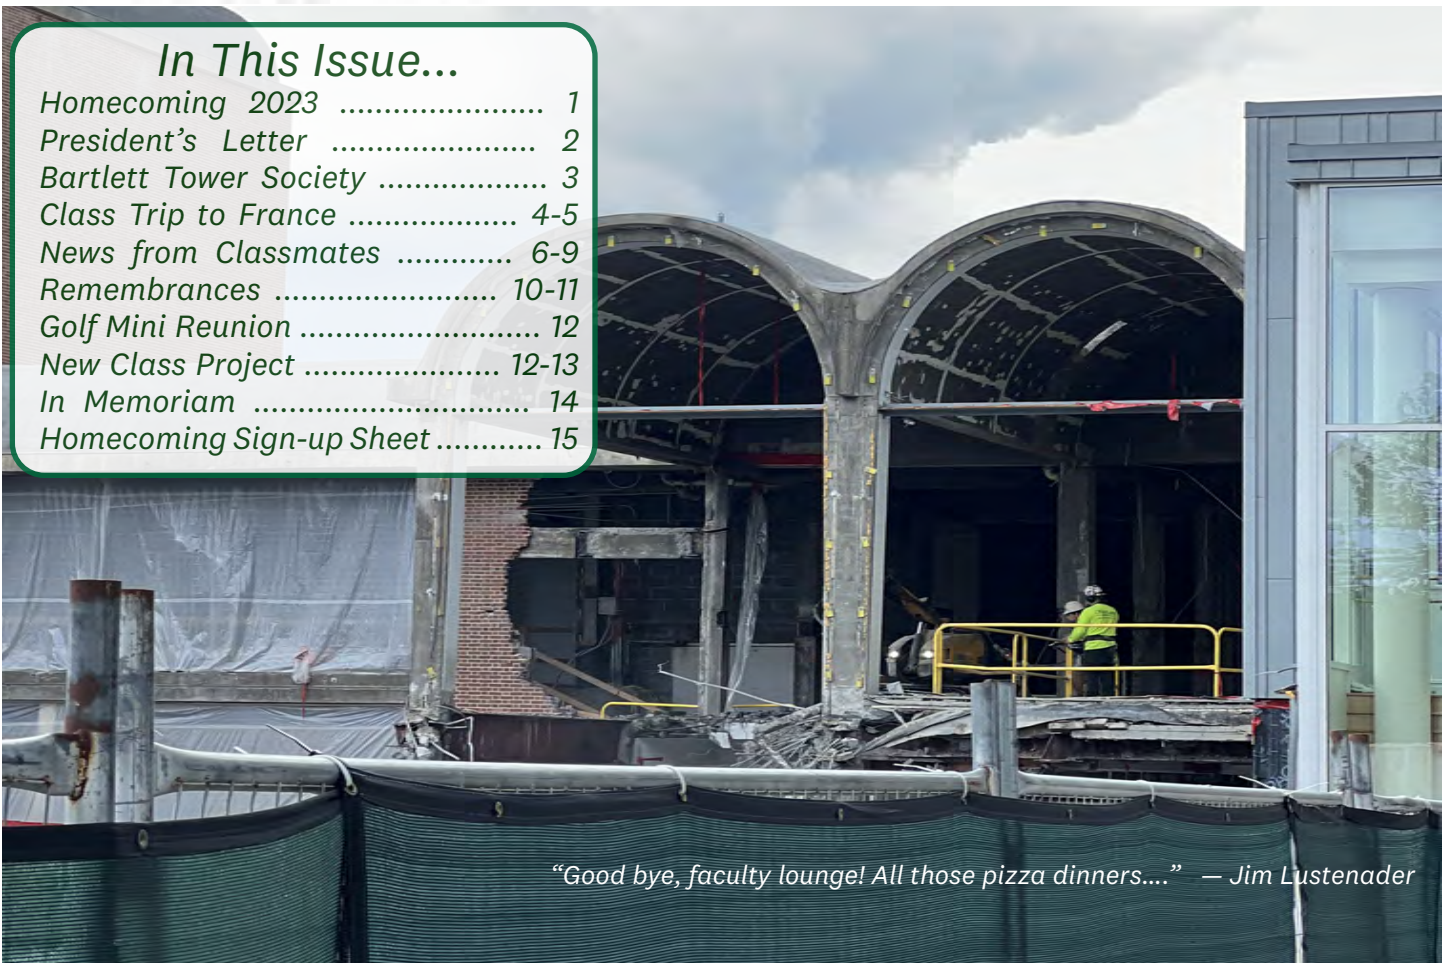 In This Issue...
Homecoming 2023 ....................... 1
President’s Letter ....................... 2
Bartlett Tower Society ................... 3
Class Trip to France ................... 4-5
News from Classmates ............. 6-9
Remembrances ......................... 10-11
Golf Mini Reunion ........................... 12
New Class Project ...................... 12-13
In Memoriam ............................... 14
Homecoming Sign-up Sheet ............ 15
“Good bye, faculty lounge! All those pizza dinners....” — Jim Lustenader